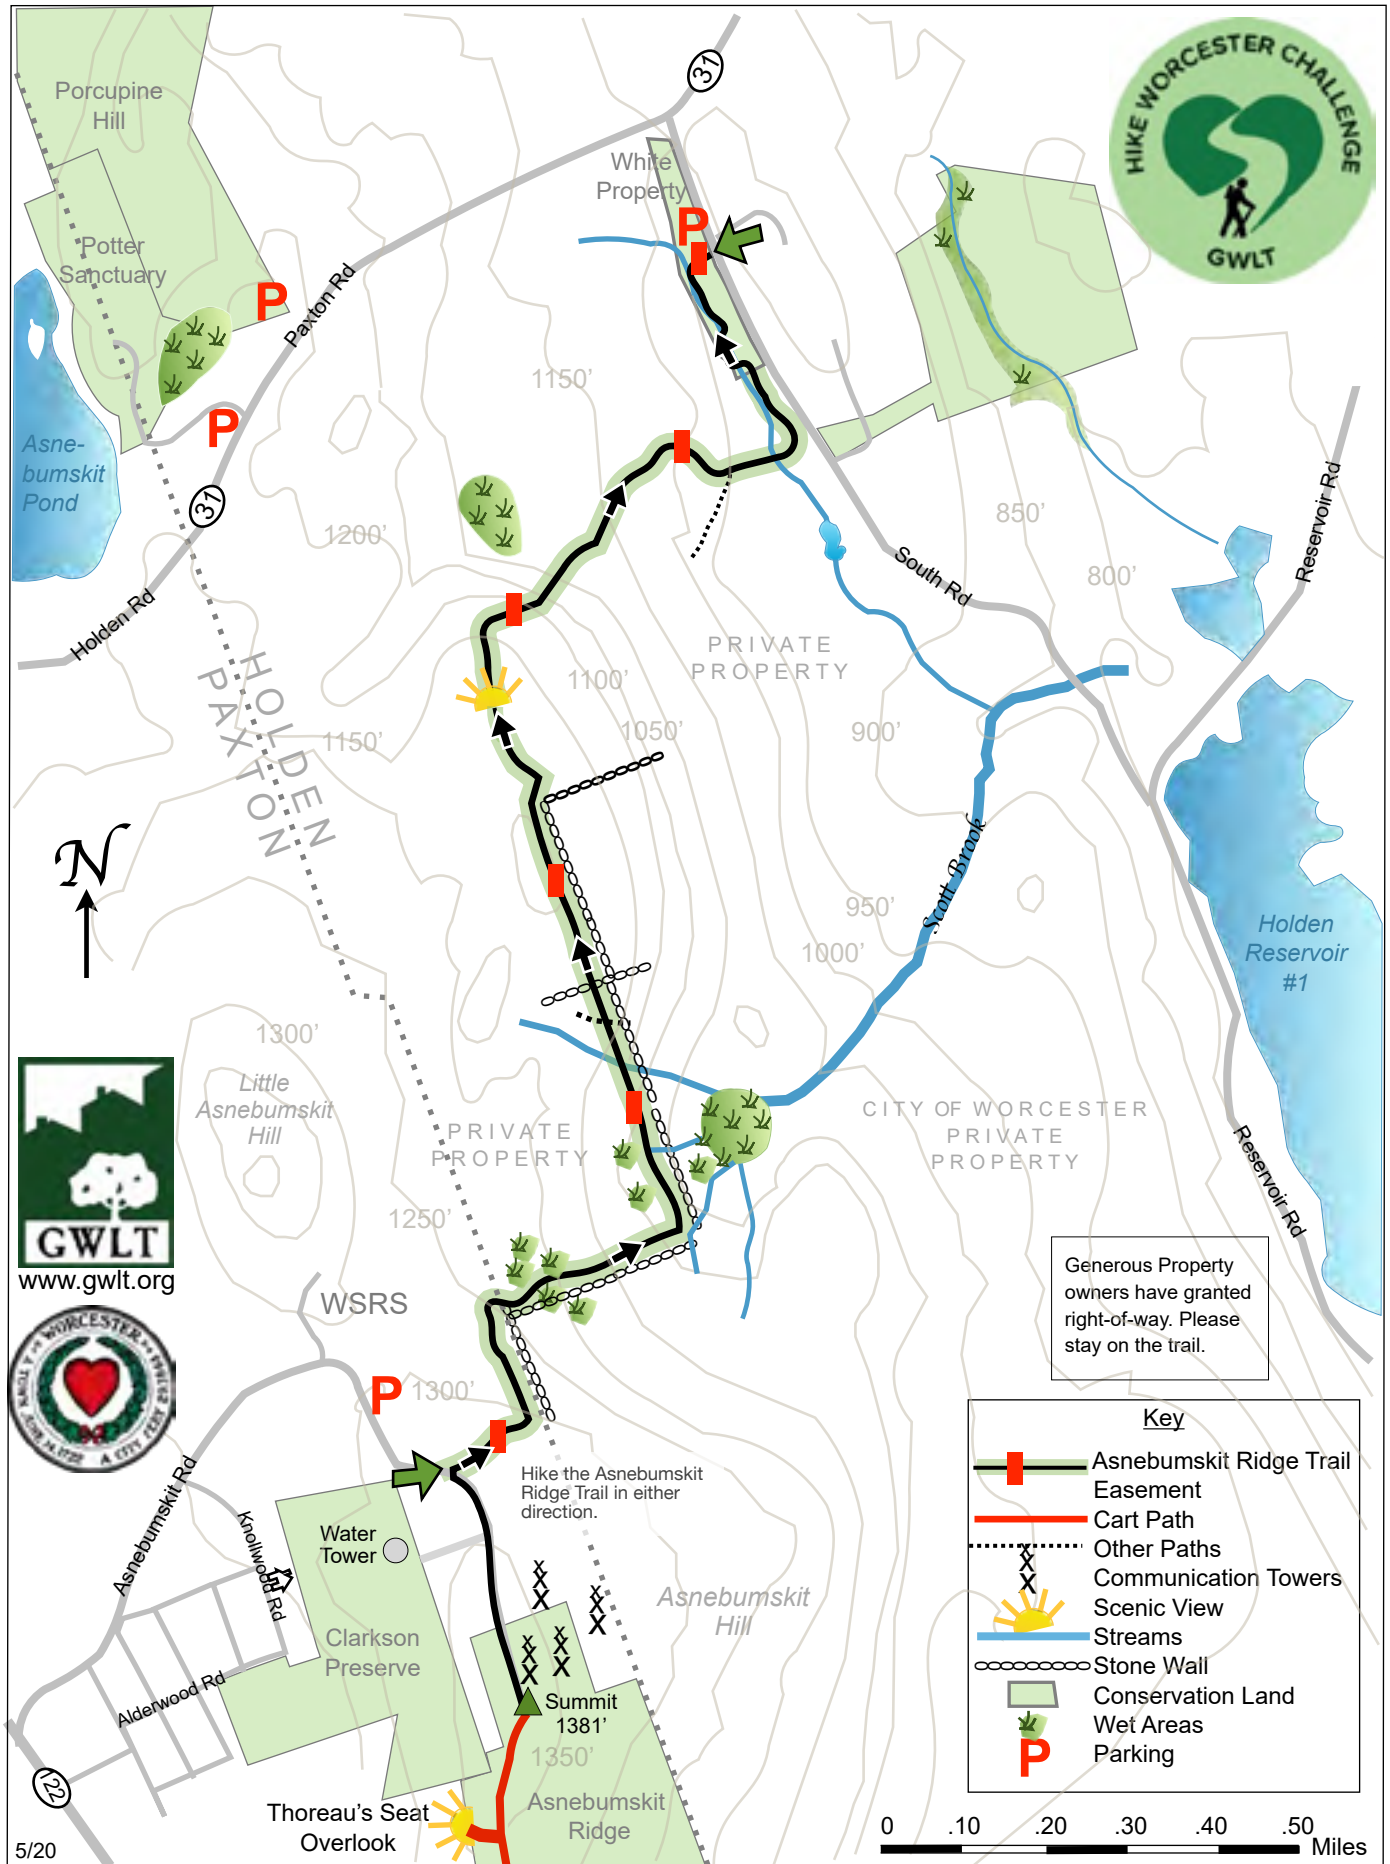 31
HIKE WORCESTER CHALLENGE
GWLT
Porcupine
Hill
White
Property
P
Potter
Sanctuary
P
Paxton Rd
1150'
P
Asne-
bumskit
Pond
31
1200'
850'
Reservoir Rd
South Rd
800'
Holden Rd
PRIVATE
PROPERTY
HOLDEN
PAXTON
1100'
1050'
900'
1150'
N
Scott Brook
950'
1000'
Holden
Reservoir
#1
1300'
Little
Asnebumskit
Hill
PRIVATE
PROPERTY
CITY OF WORCESTER
PRIVATE
PROPERTY
Reservoir Rd
1250'
GWLT
www.gwlt.org
WSRS
Generous Property
owners have granted
right-of-way. Please
stay on the trail.
P
1300'
Hike the Asnebumskit
Ridge Trail in either
direction.
Asnebumskit Rd
Knollwood Rd
Water
Tower
Asnebumskit
Hill
Clarkson
Preserve
Alderwood Rd
Summit
1381'
1350'
122
Thoreau's Seat
Overlook
Asnebumskit
Ridge
Key
Asnebumskit Ridge Trail
Easement
Cart Path
Other Paths
Communication Towers
Scenic View
Streams
Stone Wall
Conservation Land
Wet Areas
P Parking
0 .10 .20 .30 .40 .50
Miles
5/20